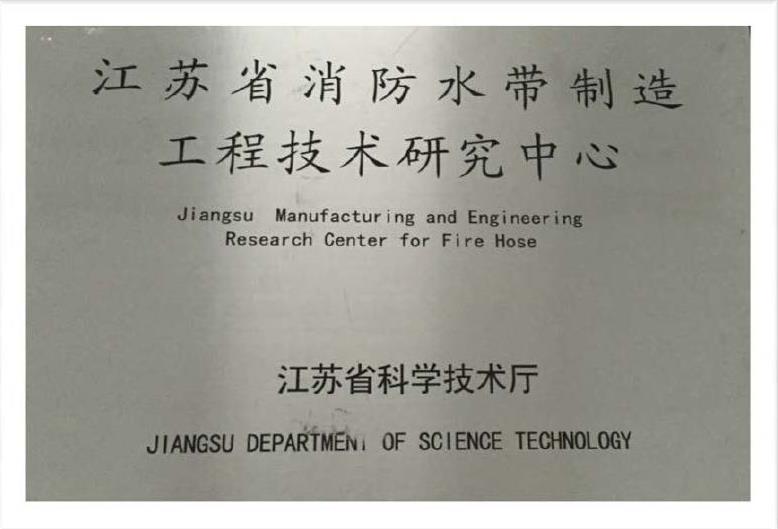 江苏省消防水带制造
工程技术研究中心
Jiangsu Manufacturing and Engineering
Research Center for Fire Hose
江苏省科学技术厅
JIANGSU DEPARTMENT OF SCIENCE TECHNOLOGY